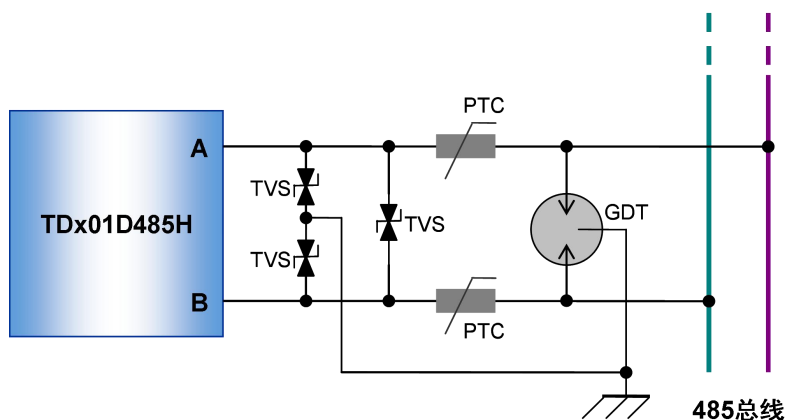 PTC
A
TVS
GDT
TDx01D485H
TVS
TVS
B
PTC
485总线